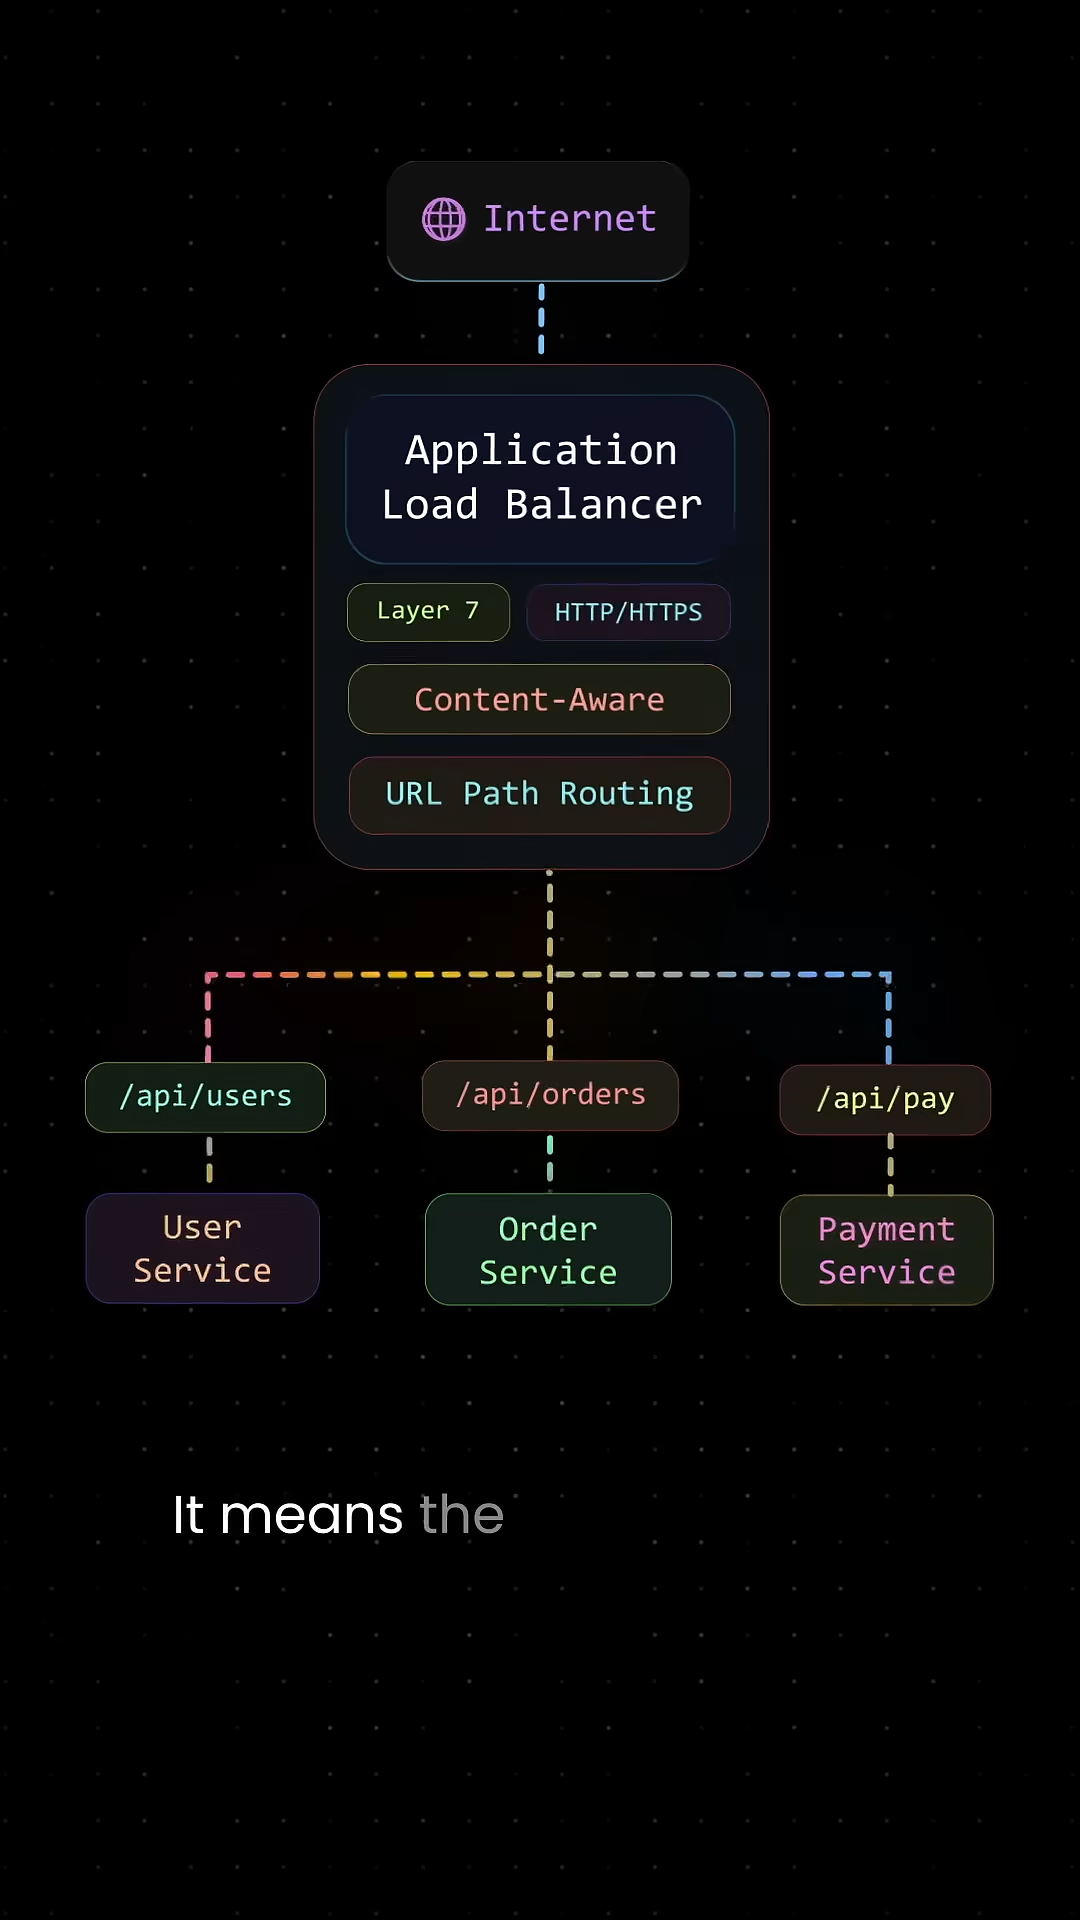 Internet
Application
Load Balancer
Layer 7
HTTP/HTTPS
Content-Aware
URL Path Routing
/api/users
/api/orders
/api/pay
User
Service
Order
Service
Payment
Service
It means the